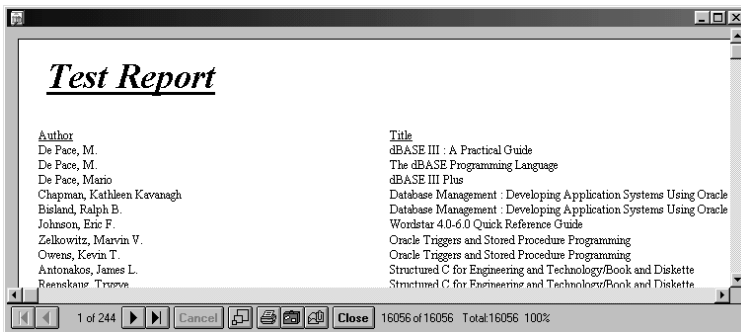 Test Report
Author Title
De Pace, M. dBASE III : A Practical Guide
De Pace, M. The dBASE Programming Language
De Pace, Mario dBASE III Plus
Chapman, Kathleen Kavanagh Database Management : Developing Application Systems Using Oracle
Bisland, Ralph B. Database Management : Developing Application Systems Using Oracle
Johnson, Eric F. Wordstar 4.0-6.0 Quick Reference Guide
Zelkowitz, Marvin V. Oracle Triggers and Stored Procedure Programming
Owens, Kevin T. Oracle Triggers and Stored Procedure Programming
Antonakos, James L. Structured C for Engineering and Technology/Book and Diskette
Reenskaug, Trygve Structured C for Engineering and Technology/Book and Diskette
1 of 244 Cancel Close 16056 of 16056 Total:16056 100%